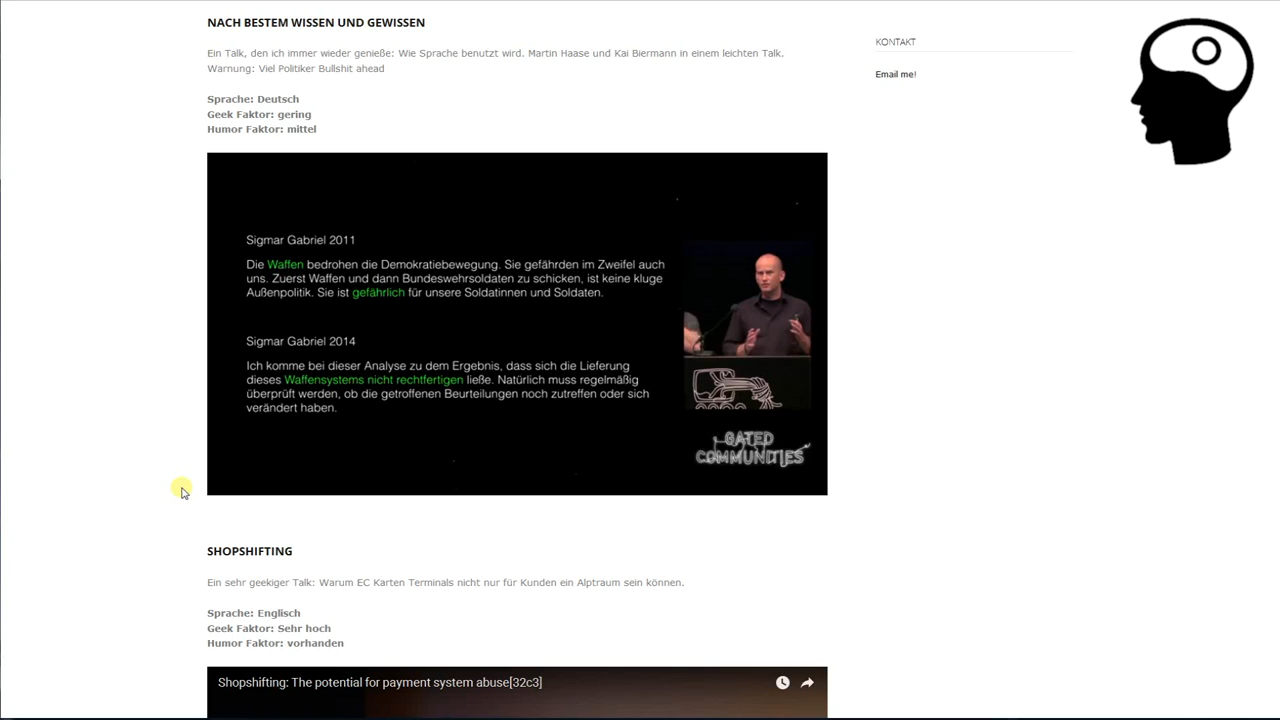 NACH BESTEM WISSEN UND GEWISSEN
Ein Talk, den ich immer wieder genieße: Wie Sprache benutzt wird. Martin Haase und Kai Biermann in einem leichten Talk.
Warnung: Viel Politiker Bullshit ahead
Sprache: Deutsch
Geek Faktor: gering
Humor Faktor: mittel
Sigmar Gabriel 2011
Die Waffen bedrohen die Demokratiebewegung. Sie gefährden im Zweifel auch
uns. Zuerst Waffen und dann Bundeswehrsoldaten zu schicken, ist keine kluge
Außenpolitik. Sie ist gefährlich für unsere Soldatinnen und Soldaten.
Sigmar Gabriel 2014
Ich komme bei dieser Analyse zu dem Ergebnis, dass sich die Lieferung
dieses Waffensystems nicht rechtfertigen ließe. Natürlich muss regelmäßig
überprüft werden, ob die getroffenen Beurteilungen noch zutreffen oder sich
verändert haben.
GATED
COMMUNITIES
SHOPSHIFTING
Ein sehr geekiger Talk: Warum EC Karten Terminals nicht nur für Kunden ein Alptraum sein können.
Sprache: Englisch
Geek Faktor: Sehr hoch
Humor Faktor: vorhanden
Shopshifting: The potential for payment system abuse[32c3]
KONTAKT
Email me!